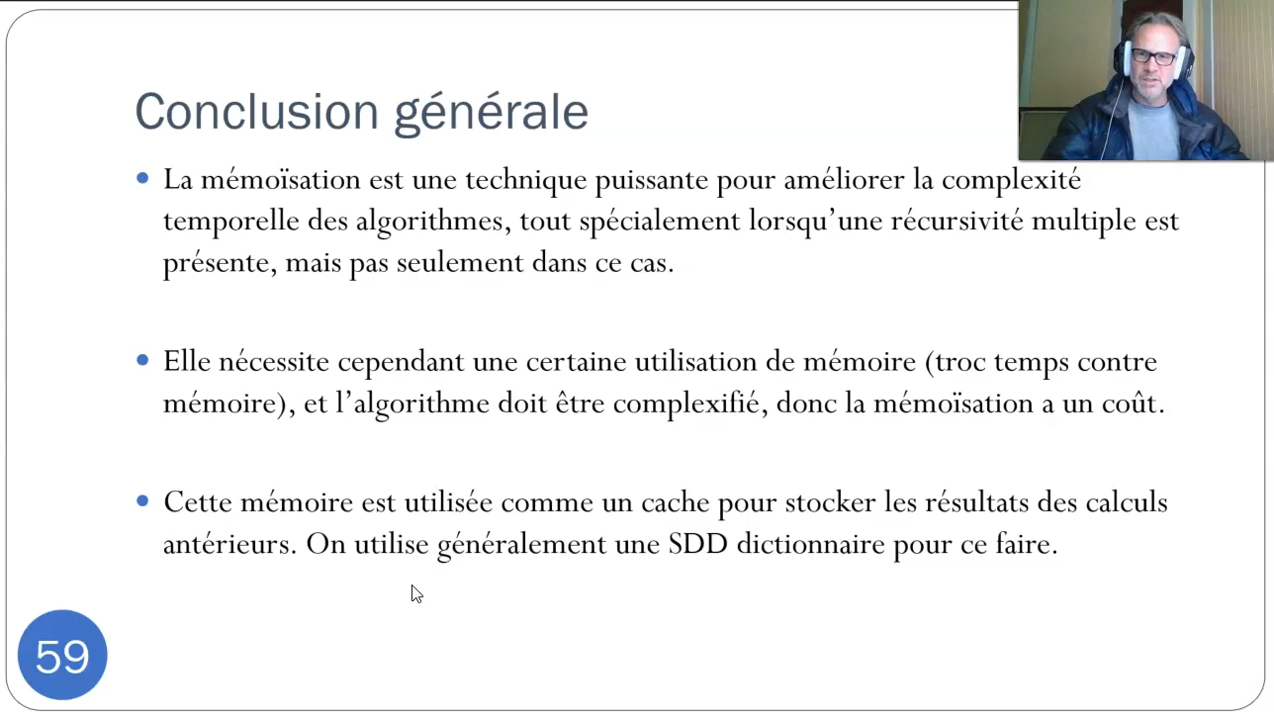 Conclusion générale
• La mémoïsation est une technique puissante pour améliorer la complexité
temporelle des algorithmes, tout spécialement lorsqu’une récursivité multiple est
présente, mais pas seulement dans ce cas.
• Elle nécessite cependant une certaine utilisation de mémoire (troc temps contre
mémoire), et l’algorithme doit être complexifié, donc la mémoïsation a un coût.
• Cette mémoire est utilisée comme un cache pour stocker les résultats des calculs
antérieurs. On utilise généralement une SDD dictionnaire pour ce faire.
59